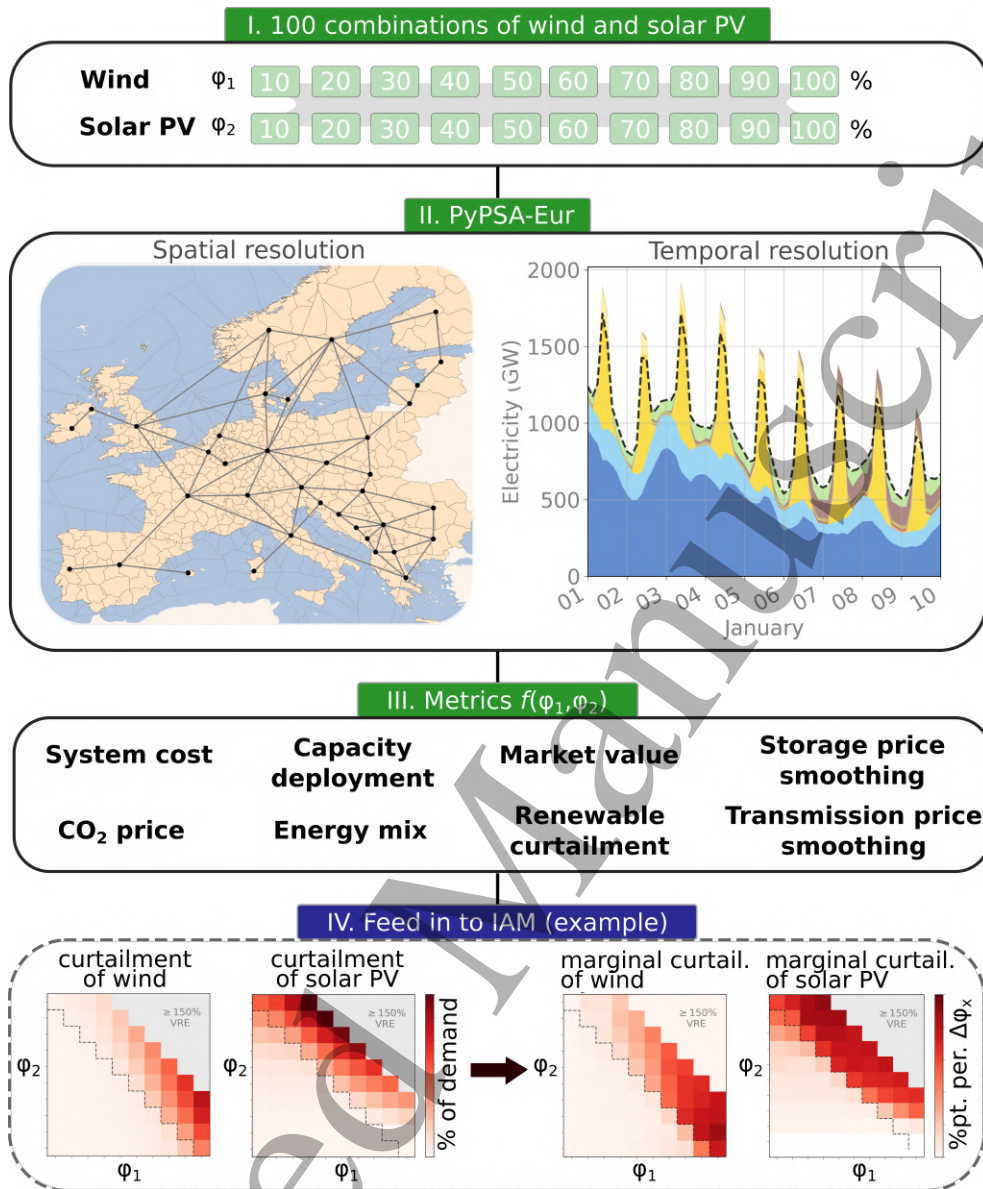 I. 100 combinations of wind and solar PV
Wind φ₁ 10 20 30 40 50 60 70 80 90 100 %
Solar PV φ₂ 10 20 30 40 50 60 70 80 90 100 %
II. PyPSA-Eur
Spatial resolution
Temporal resolution
Electricity (GW)
2000
1500
1000
500
0
01 02 03 04 05 06 07 08 09 10
January
III. Metrics f(φ₁,φ₂)
System cost
Capacity
deployment
Market value
Storage price
smoothing
CO₂ price
Energy mix
Renewable
curtailment
Transmission price
smoothing
IV. Feed in to IAM (example)
curtailment
of wind
φ₂
≥ 150%
VRE
φ₁
curtailment
of solar PV
φ₂
≥ 150%
VRE
φ₁
% of demand
marginal curtail.
of wind
φ₂
≥ 150%
VRE
φ₁
marginal curtail.
of solar PV
φ₂
≥ 150%
VRE
φ₁
%pt. per. Δφₓ
ed Manuscri